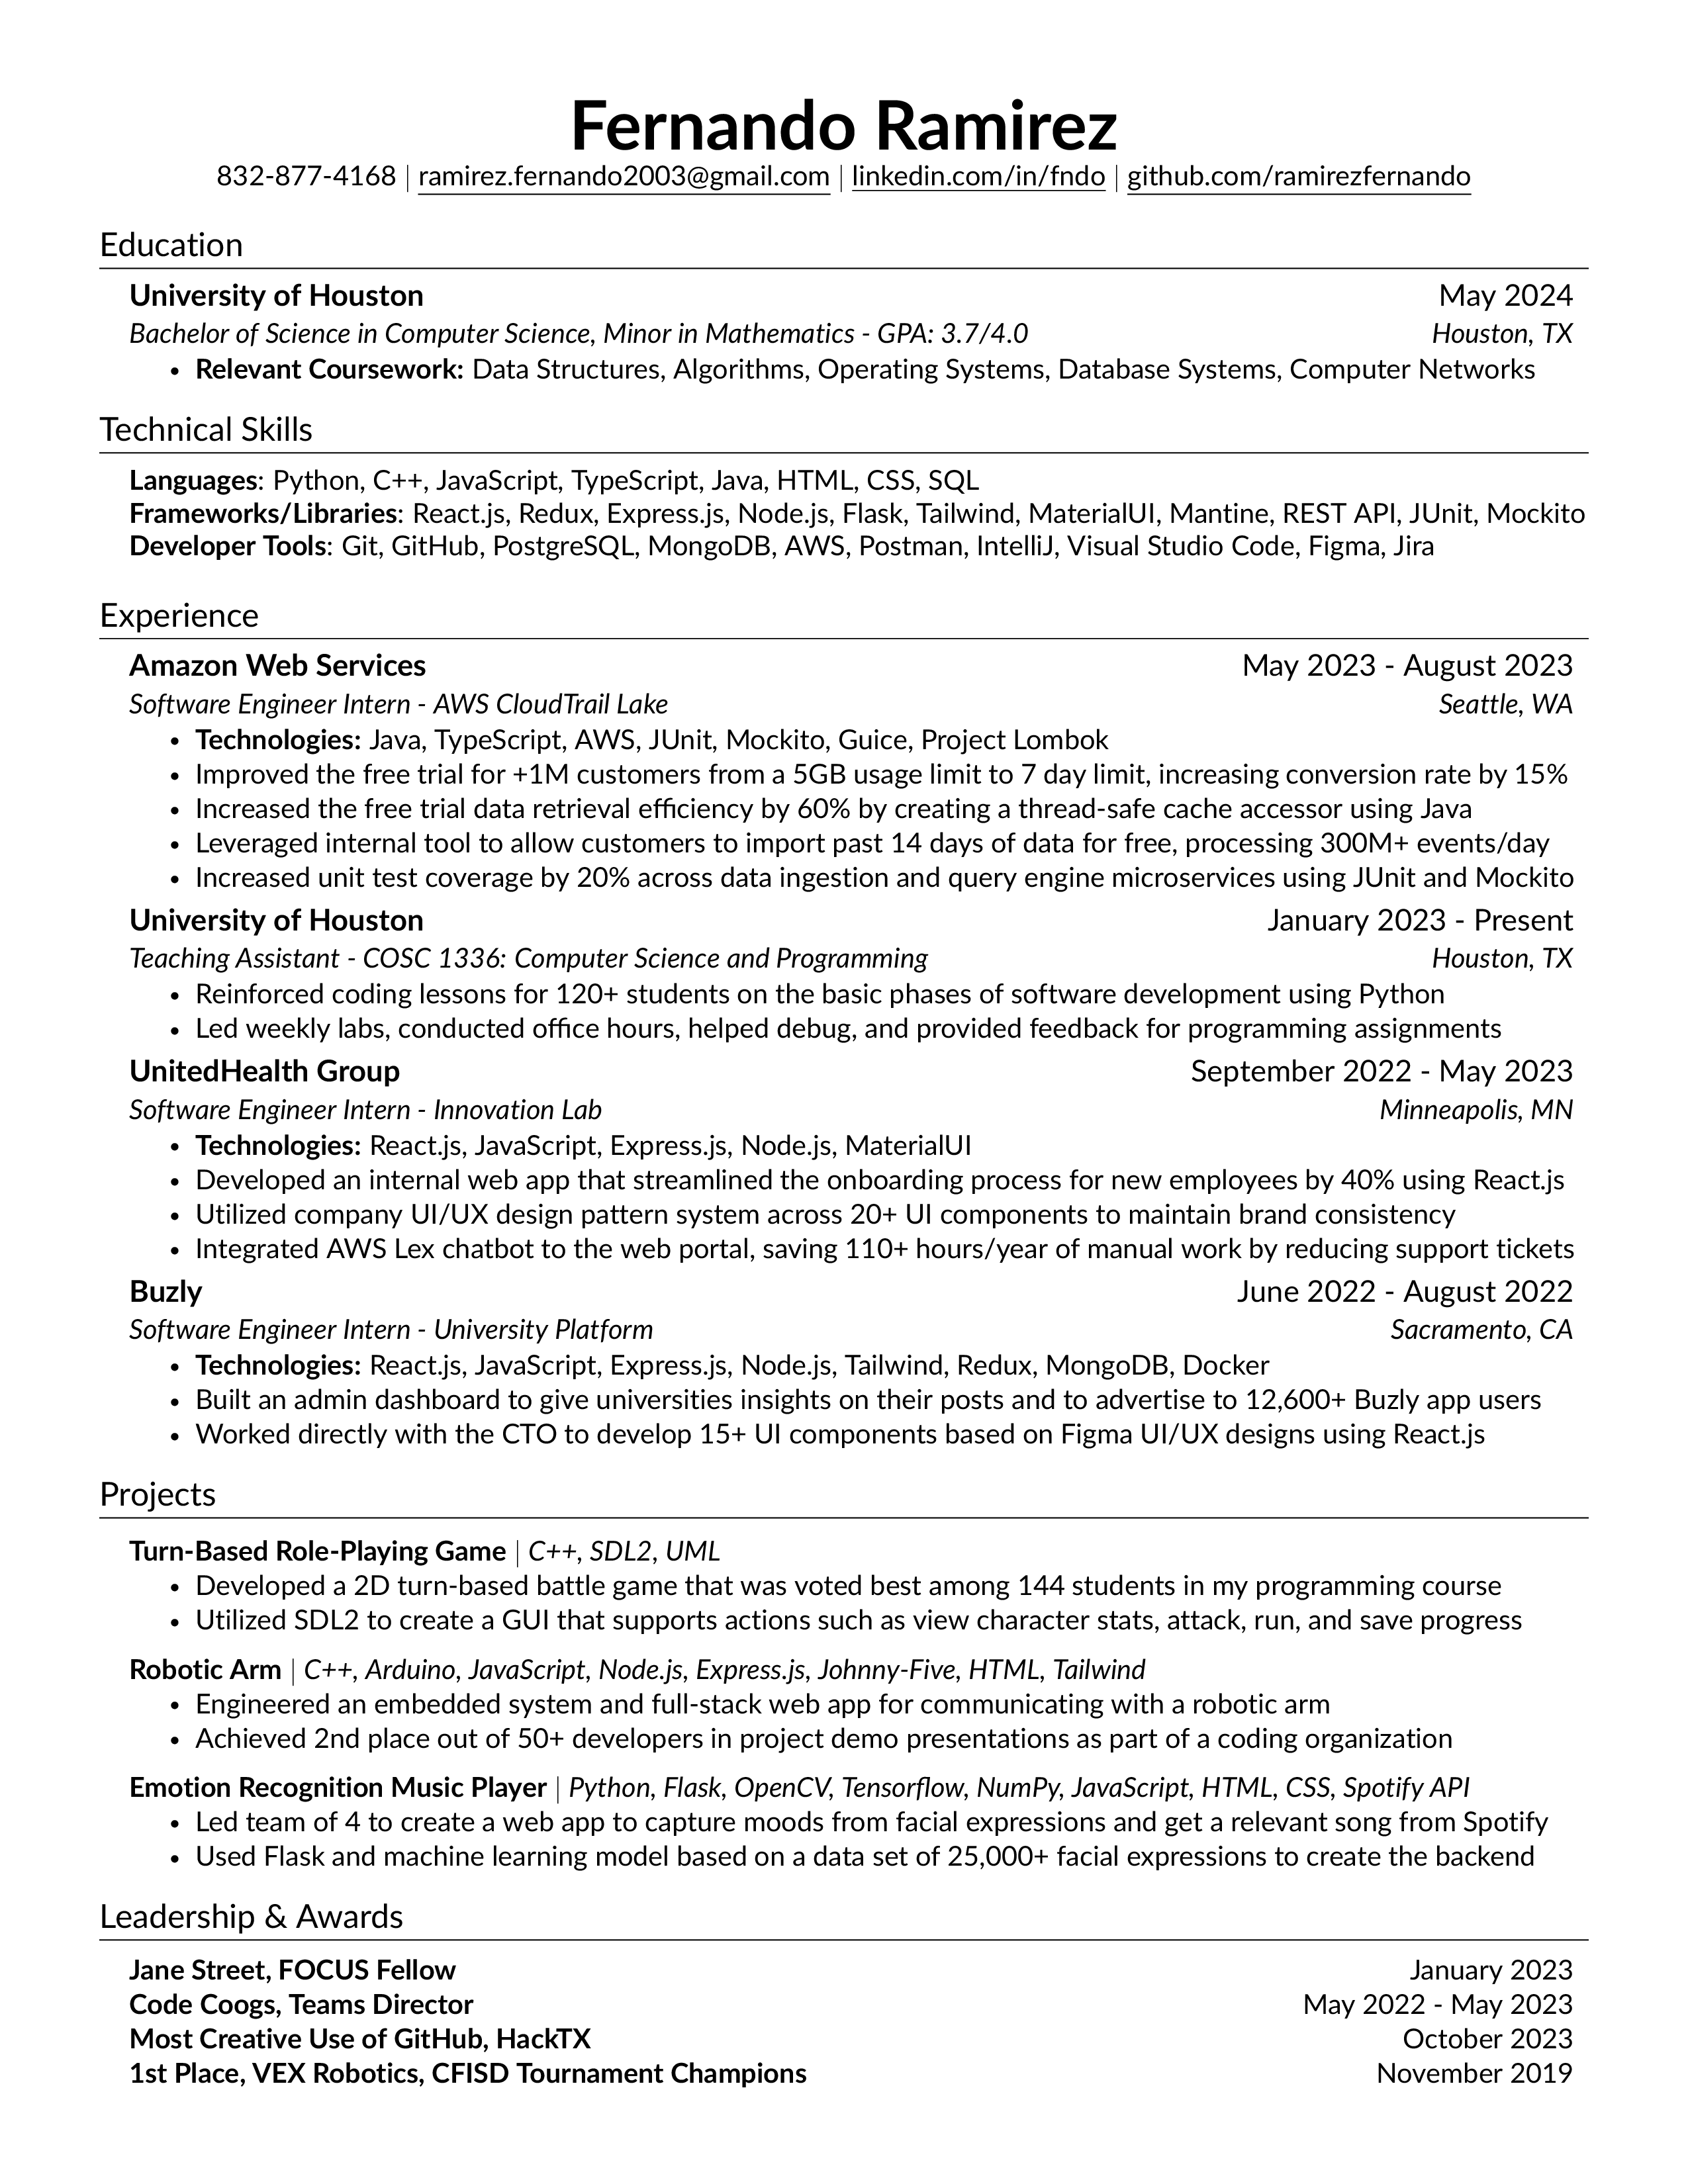 Fernando Ramirez
832-877-4168 | ramirez.fernando2003@gmail.com | linkedin.com/in/fndo | github.com/ramirezfernando
Education
University of Houston May 2024
Bachelor of Science in Computer Science, Minor in Mathematics - GPA: 3.7/4.0 Houston, TX
• Relevant Coursework: Data Structures, Algorithms, Operating Systems, Database Systems, Computer Networks
Technical Skills
Languages: Python, C++, JavaScript, TypeScript, Java, HTML, CSS, SQL
Frameworks/Libraries: React.js, Redux, Express.js, Node.js, Flask, Tailwind, MaterialUI, Mantine, REST API, JUnit, Mockito
Developer Tools: Git, GitHub, PostgreSQL, MongoDB, AWS, Postman, IntelliJ, Visual Studio Code, Figma, Jira
Experience
Amazon Web Services May 2023 - August 2023
Software Engineer Intern - AWS CloudTrail Lake Seattle, WA
• Technologies: Java, TypeScript, AWS, JUnit, Mockito, Guice, Project Lombok
• Improved the free trial for +1M customers from a 5GB usage limit to 7 day limit, increasing conversion rate by 15%
• Increased the free trial data retrieval efficiency by 60% by creating a thread-safe cache accessor using Java
• Leveraged internal tool to allow customers to import past 14 days of data for free, processing 300M+ events/day
• Increased unit test coverage by 20% across data ingestion and query engine microservices using JUnit and Mockito
University of Houston January 2023 - Present
Teaching Assistant - COSC 1336: Computer Science and Programming Houston, TX
• Reinforced coding lessons for 120+ students on the basic phases of software development using Python
• Led weekly labs, conducted office hours, helped debug, and provided feedback for programming assignments
UnitedHealth Group September 2022 - May 2023
Software Engineer Intern - Innovation Lab Minneapolis, MN
• Technologies: React.js, JavaScript, Express.js, Node.js, MaterialUI
• Developed an internal web app that streamlined the onboarding process for new employees by 40% using React.js
• Utilized company UI/UX design pattern system across 20+ UI components to maintain brand consistency
• Integrated AWS Lex chatbot to the web portal, saving 110+ hours/year of manual work by reducing support tickets
Buzly June 2022 - August 2022
Software Engineer Intern - University Platform Sacramento, CA
• Technologies: React.js, JavaScript, Express.js, Node.js, Tailwind, Redux, MongoDB, Docker
• Built an admin dashboard to give universities insights on their posts and to advertise to 12,600+ Buzly app users
• Worked directly with the CTO to develop 15+ UI components based on Figma UI/UX designs using React.js
Projects
Turn-Based Role-Playing Game | C++, SDL2, UML
• Developed a 2D turn-based battle game that was voted best among 144 students in my programming course
• Utilized SDL2 to create a GUI that supports actions such as view character stats, attack, run, and save progress
Robotic Arm | C++, Arduino, JavaScript, Node.js, Express.js, Johnny-Five, HTML, Tailwind
• Engineered an embedded system and full-stack web app for communicating with a robotic arm
• Achieved 2nd place out of 50+ developers in project demo presentations as part of a coding organization
Emotion Recognition Music Player | Python, Flask, OpenCV, Tensorflow, NumPy, JavaScript, HTML, CSS, Spotify API
• Led team of 4 to create a web app to capture moods from facial expressions and get a relevant song from Spotify
• Used Flask and machine learning model based on a data set of 25,000+ facial expressions to create the backend
Leadership & Awards
Jane Street, FOCUS Fellow January 2023
Code Coogs, Teams Director May 2022 - May 2023
Most Creative Use of GitHub, HackTX October 2023
1st Place, VEX Robotics, CFISD Tournament Champions November 2019